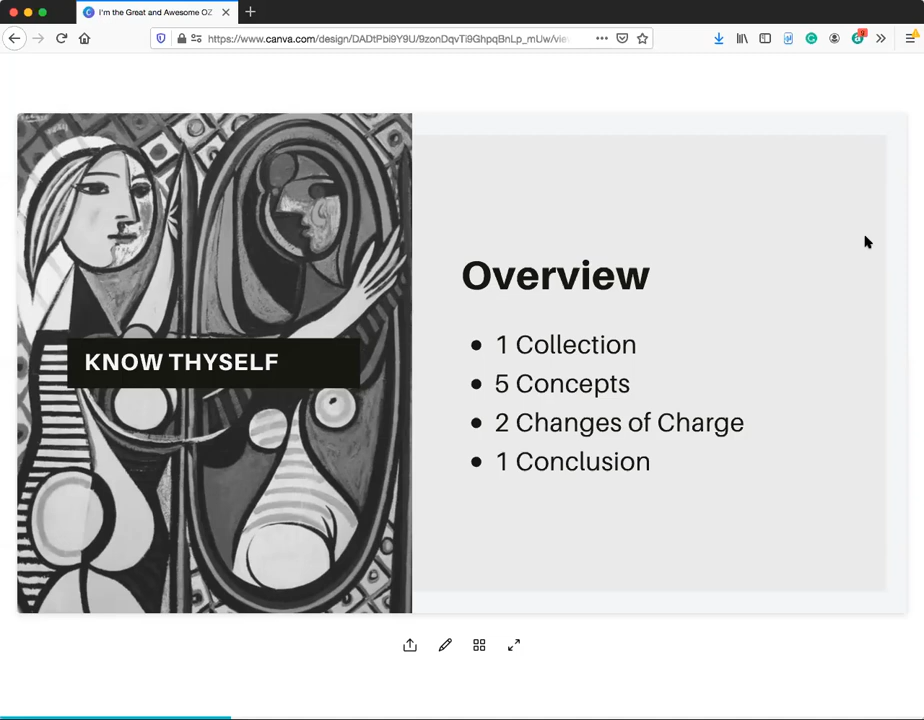 I'm the Great and Awesome OZ
https://www.canva.com/design/DADtPbi9Y9U/9zonDqvTi9GhpqBnLp_mUw/vie
9
KNOW THYSELF
Overview
• 1 Collection
• 5 Concepts
• 2 Changes of Charge
• 1 Conclusion